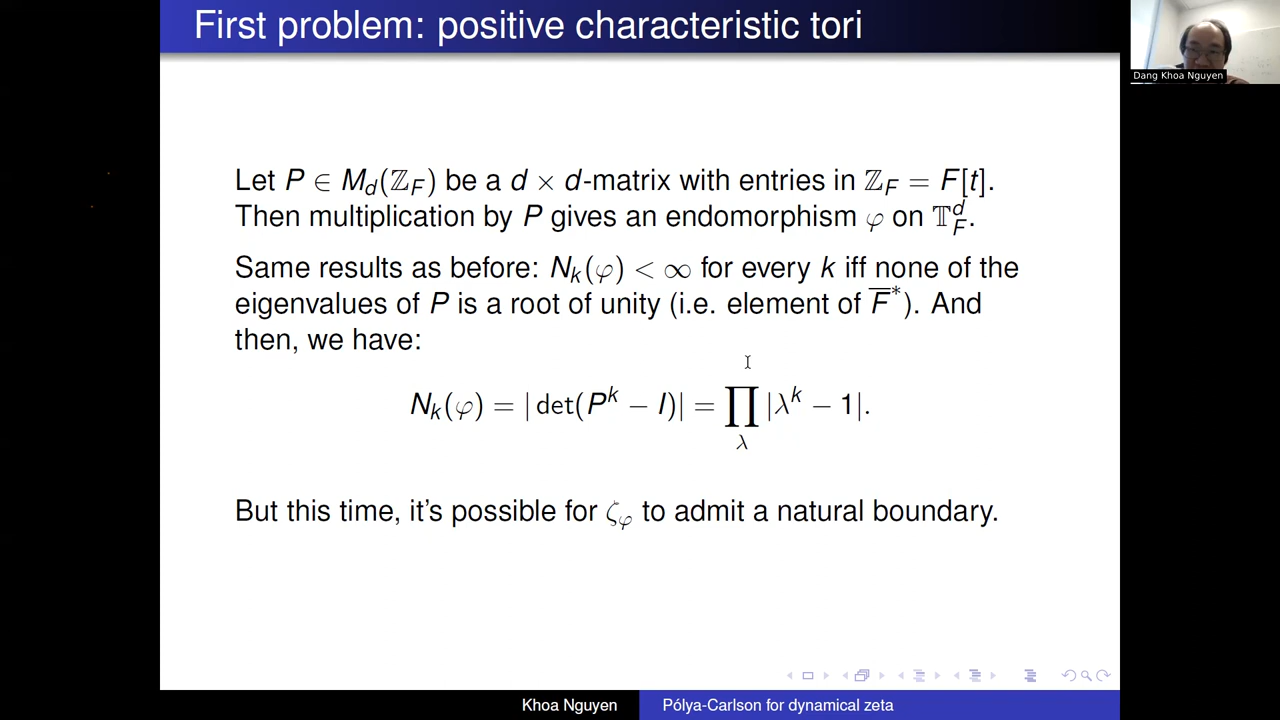 First problem: positive characteristic tori
Dang Khoa Nguyen
Let P ∈ M_d(ℤ_F) be a d × d-matrix with entries in ℤ_F = F[t].
Then multiplication by P gives an endomorphism φ on 𝕋_F^d.
Same results as before: N_k(φ) < ∞ for every k iff none of the
eigenvalues of P is a root of unity (i.e. element of F̅*). And
then, we have:
N_k(φ) = | det(P^k − I)| = ∏_λ |λ^k − 1|.
But this time, it's possible for ζ_φ to admit a natural boundary.
Khoa Nguyen
Pólya-Carlson for dynamical zeta